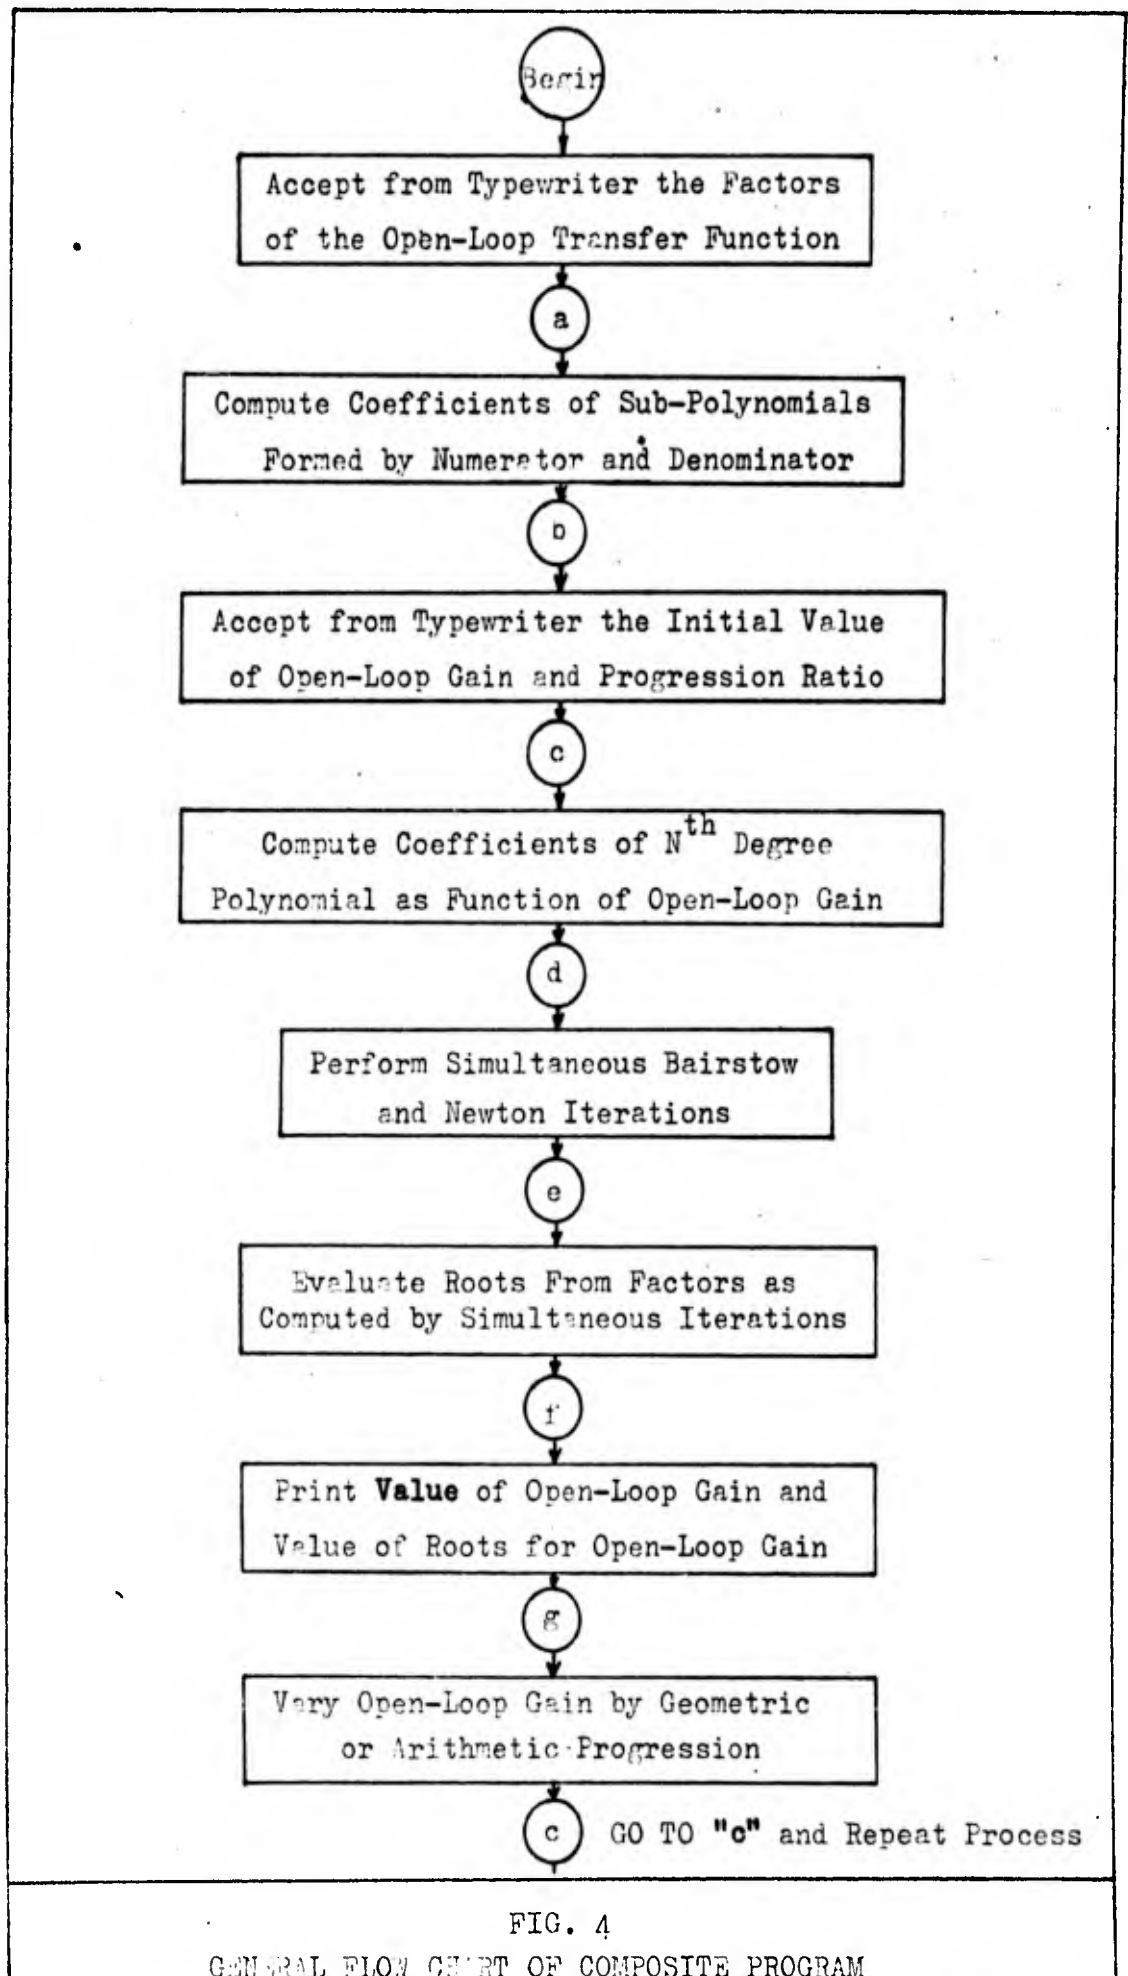 Begin
Accept from Typewriter the Factors
of the Open-Loop Transfer Function
a
Compute Coefficients of Sub-Polynomials
Formed by Numerator and Denominator
b
Accept from Typewriter the Initial Value
of Open-Loop Gain and Progression Ratio
c
Compute Coefficients of Nth Degree
Polynomial as Function of Open-Loop Gain
d
Perform Simultaneous Bairstow
and Newton Iterations
e
Evaluate Roots From Factors as
Computed by Simultaneous Iterations
f
Print Value of Open-Loop Gain and
Value of Roots for Open-Loop Gain
g
Vary Open-Loop Gain by Geometric
or Arithmetic Progression
c GO TO "c" and Repeat Process
FIG. 4
GENERAL FLOW CHART OF COMPOSITE PROGRAM